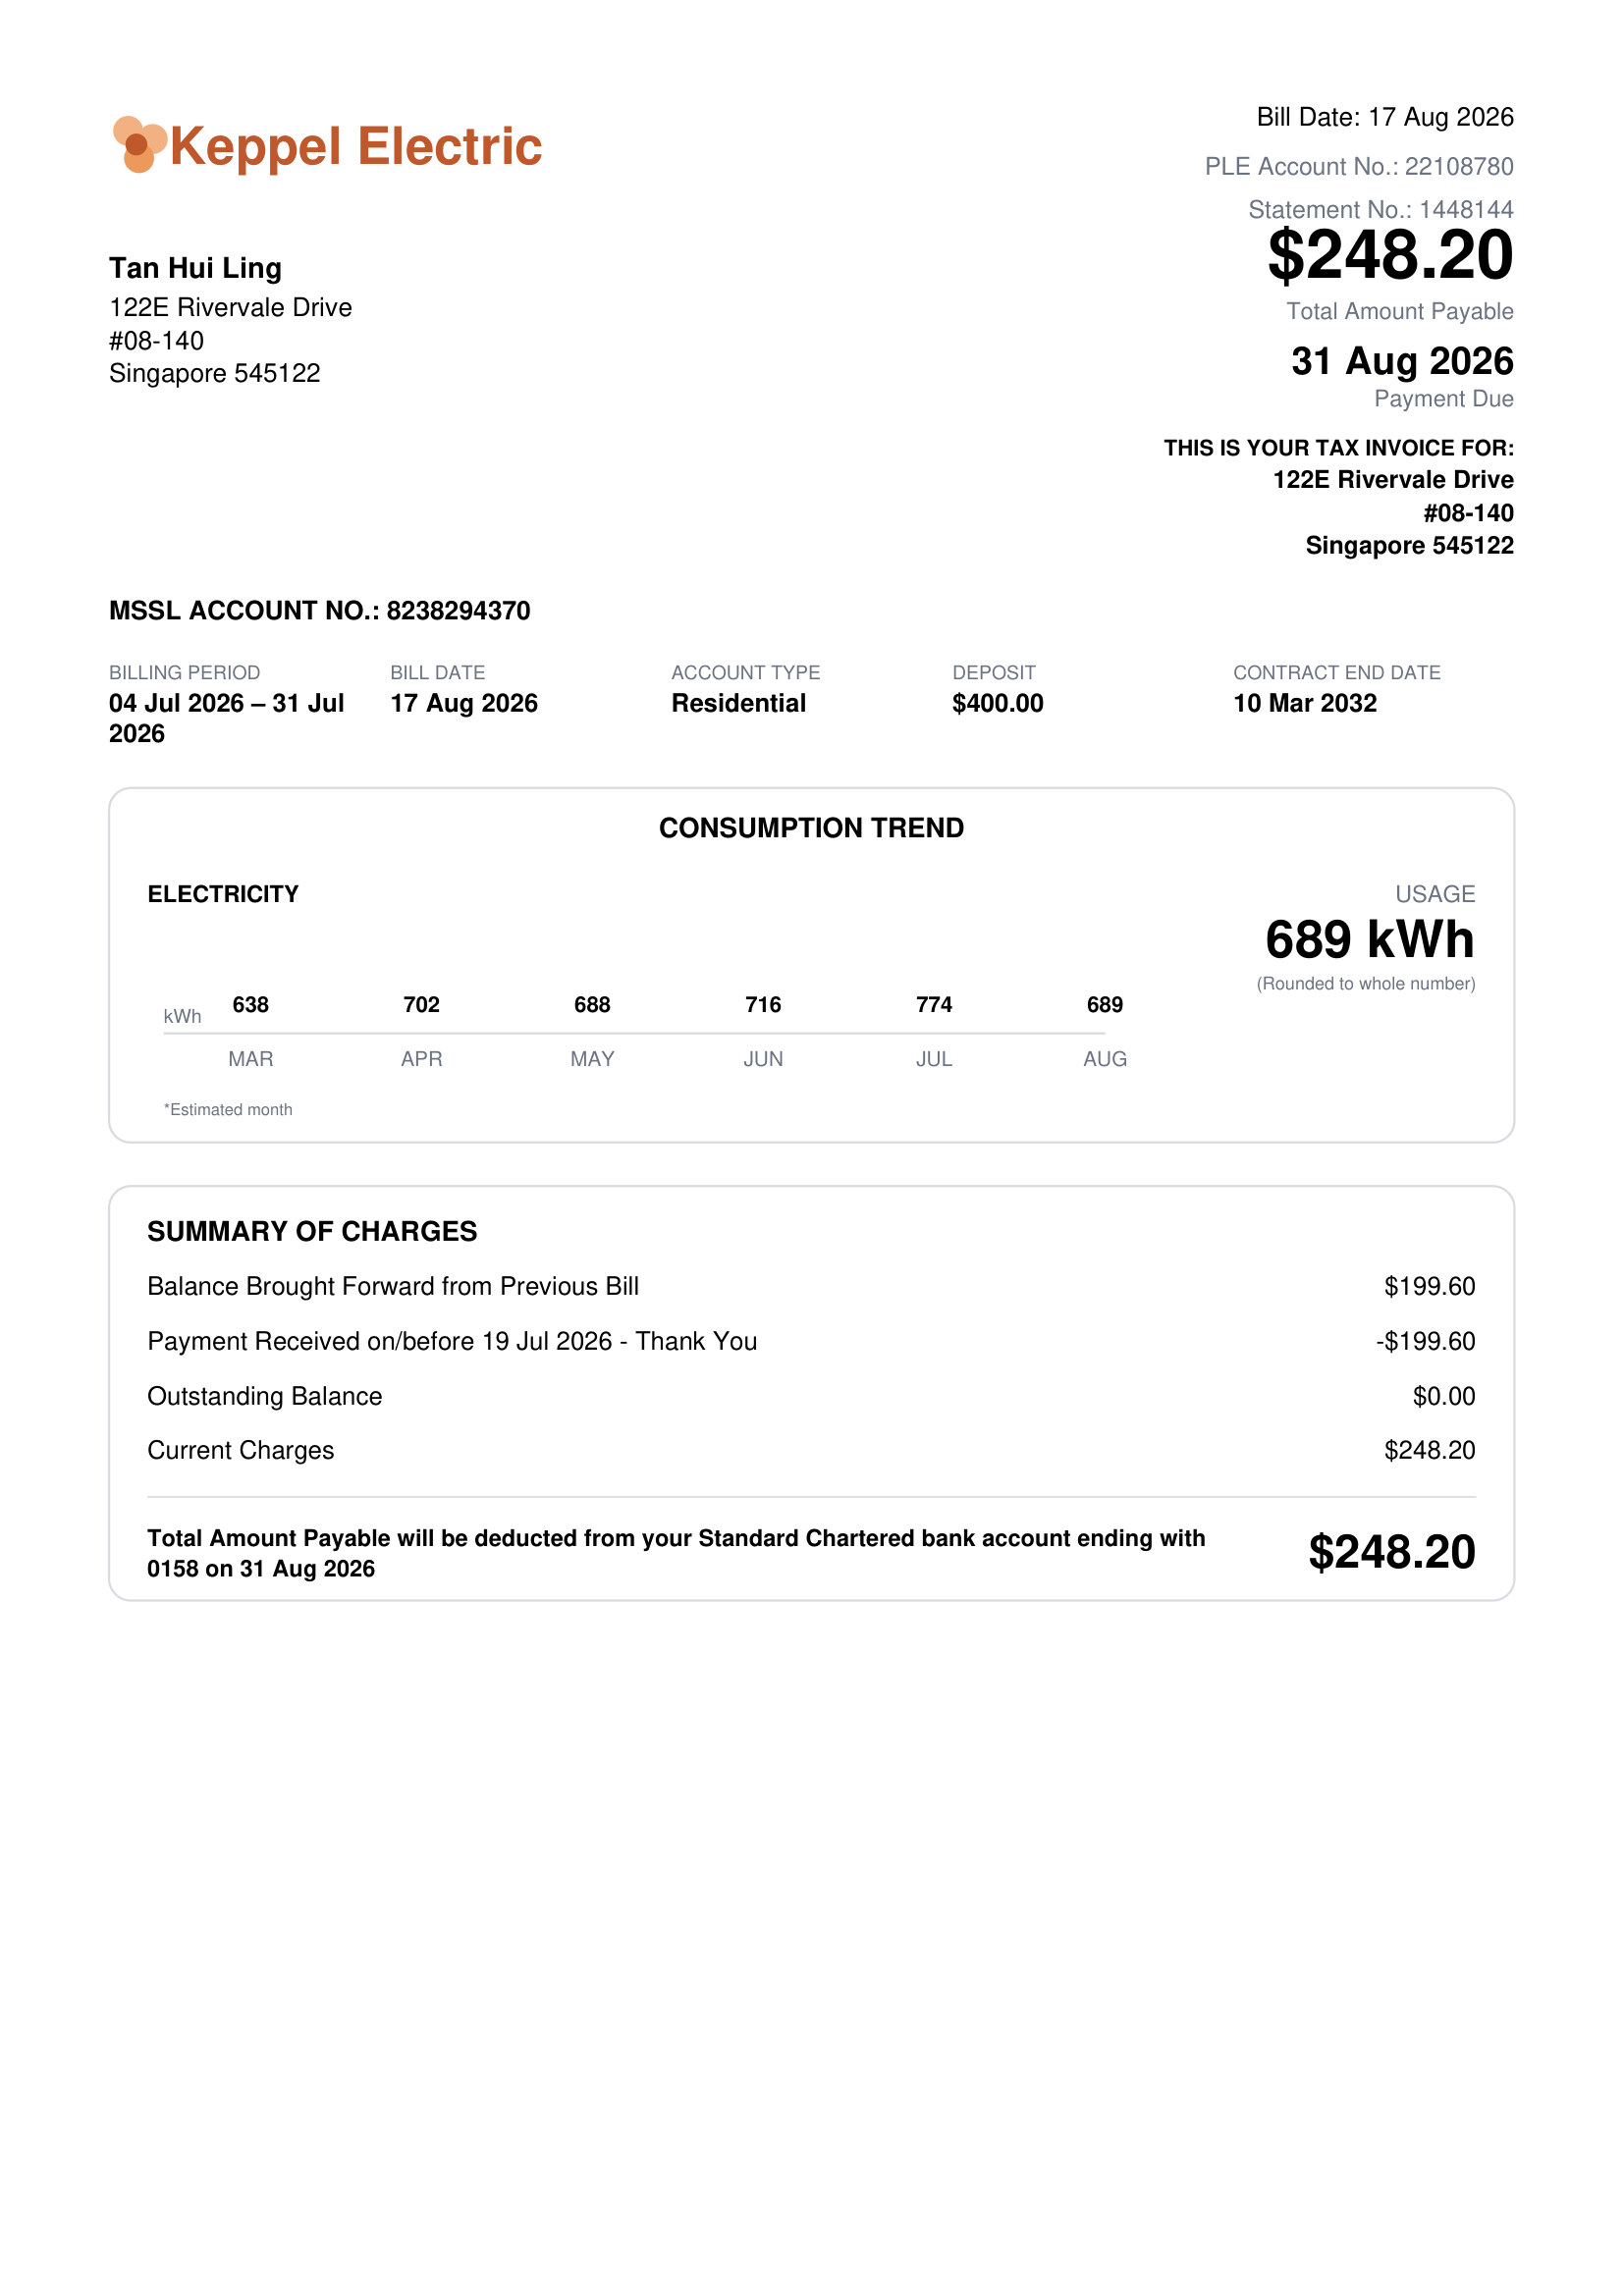 Keppel Electric
Bill Date: 17 Aug 2026
PLE Account No.: 22108780
Statement No.: 1448144
$248.20
Total Amount Payable
31 Aug 2026
Payment Due
Tan Hui Ling
122E Rivervale Drive
#08-140
Singapore 545122
THIS IS YOUR TAX INVOICE FOR:
122E Rivervale Drive
#08-140
Singapore 545122
MSSL ACCOUNT NO.: 8238294370
BILLING PERIOD BILL DATE ACCOUNT TYPE DEPOSIT CONTRACT END DATE
04 Jul 2026 – 31 Jul 17 Aug 2026 Residential $400.00 10 Mar 2032
2026
CONSUMPTION TREND
ELECTRICITY USAGE
689 kWh
(Rounded to whole number)
kWh 638 702 688 716 774 689
MAR APR MAY JUN JUL AUG
*Estimated month
SUMMARY OF CHARGES
Balance Brought Forward from Previous Bill $199.60
Payment Received on/before 19 Jul 2026 - Thank You -$199.60
Outstanding Balance $0.00
Current Charges $248.20
Total Amount Payable will be deducted from your Standard Chartered bank account ending with
0158 on 31 Aug 2026
$248.20